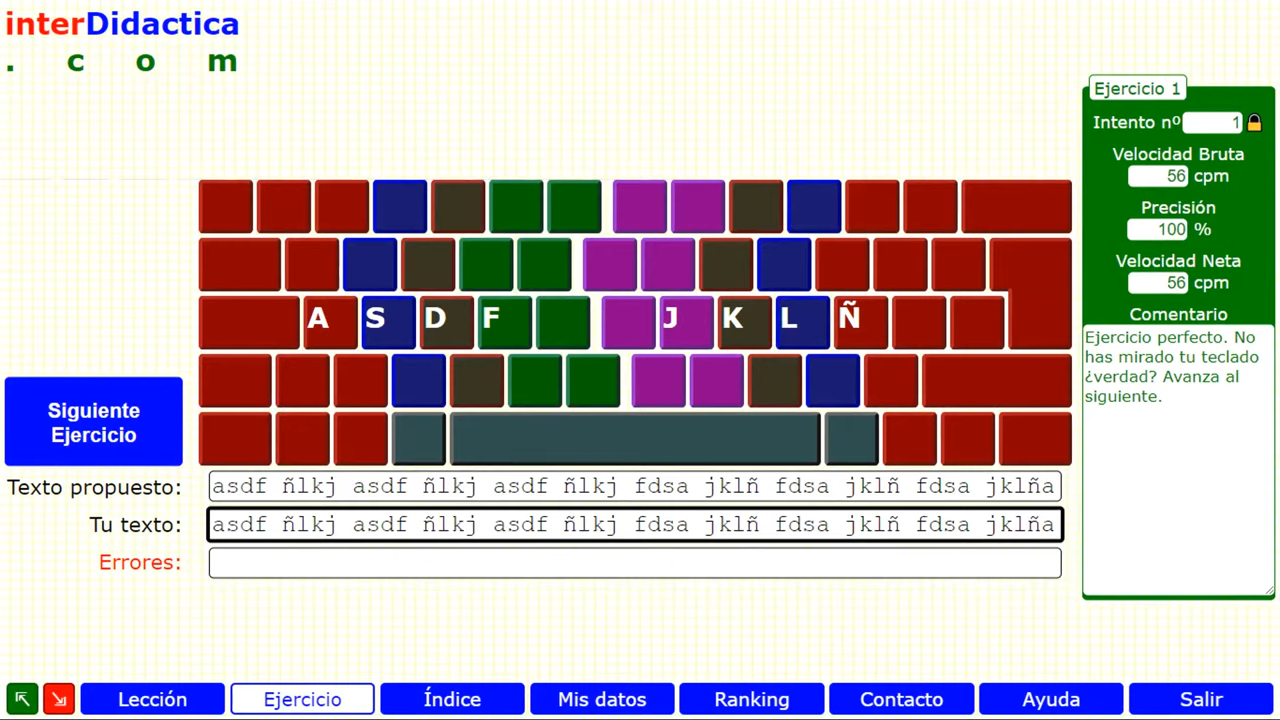 interDidactica
. c o m
Ejercicio 1
Intento nº 1
Velocidad Bruta
56 cpm
Precisión
100 %
Velocidad Neta
56 cpm
Comentario
Ejercicio perfecto. No
has mirado tu teclado
¿verdad? Avanza al
siguiente.
A S D F J K L Ñ
Siguiente
Ejercicio
Texto propuesto: asdf ñlkj asdf ñlkj asdf ñlkj fdsa jklñ fdsa jklñ fdsa jklña
Tu texto: asdf ñlkj asdf ñlkj asdf ñlkj fdsa jklñ fdsa jklñ fdsa jklña
Errores:
Lección Ejercicio Índice Mis datos Ranking Contacto Ayuda Salir